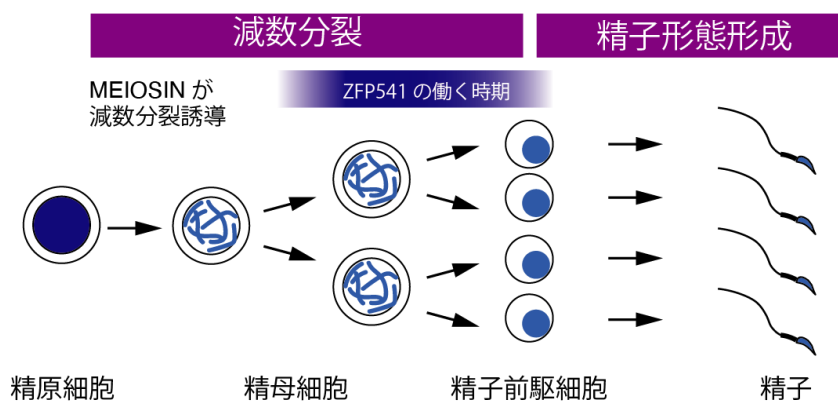 減数分裂
精子形態形成
MEIOSIN が
減数分裂誘導
ZFP541 の働く時期
精原細胞
精母細胞
精子前駆細胞
精子